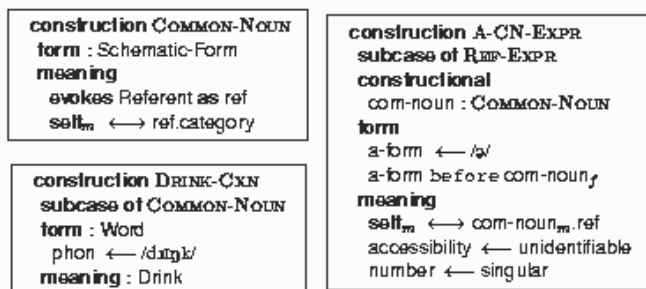 construction COMMON-NOUN
form : Schematic-Form
meaning
evokes Referent as ref
selfₘ ⟷ ref.category
construction DRINK-CXN
subcase of COMMON-NOUN
form : Word
phon ⟵ /dɹɪŋk/
meaning : Drink
construction A-CN-EXPR
subcase of REF-EXPR
constructional
com-noun : COMMON-NOUN
form
a-form ⟵ /ə/
a-form before com-noun_f
meaning
selfₘ ⟷ com-nounₘ.ref
accessibility ⟵ unidentifiable
number ⟵ singular